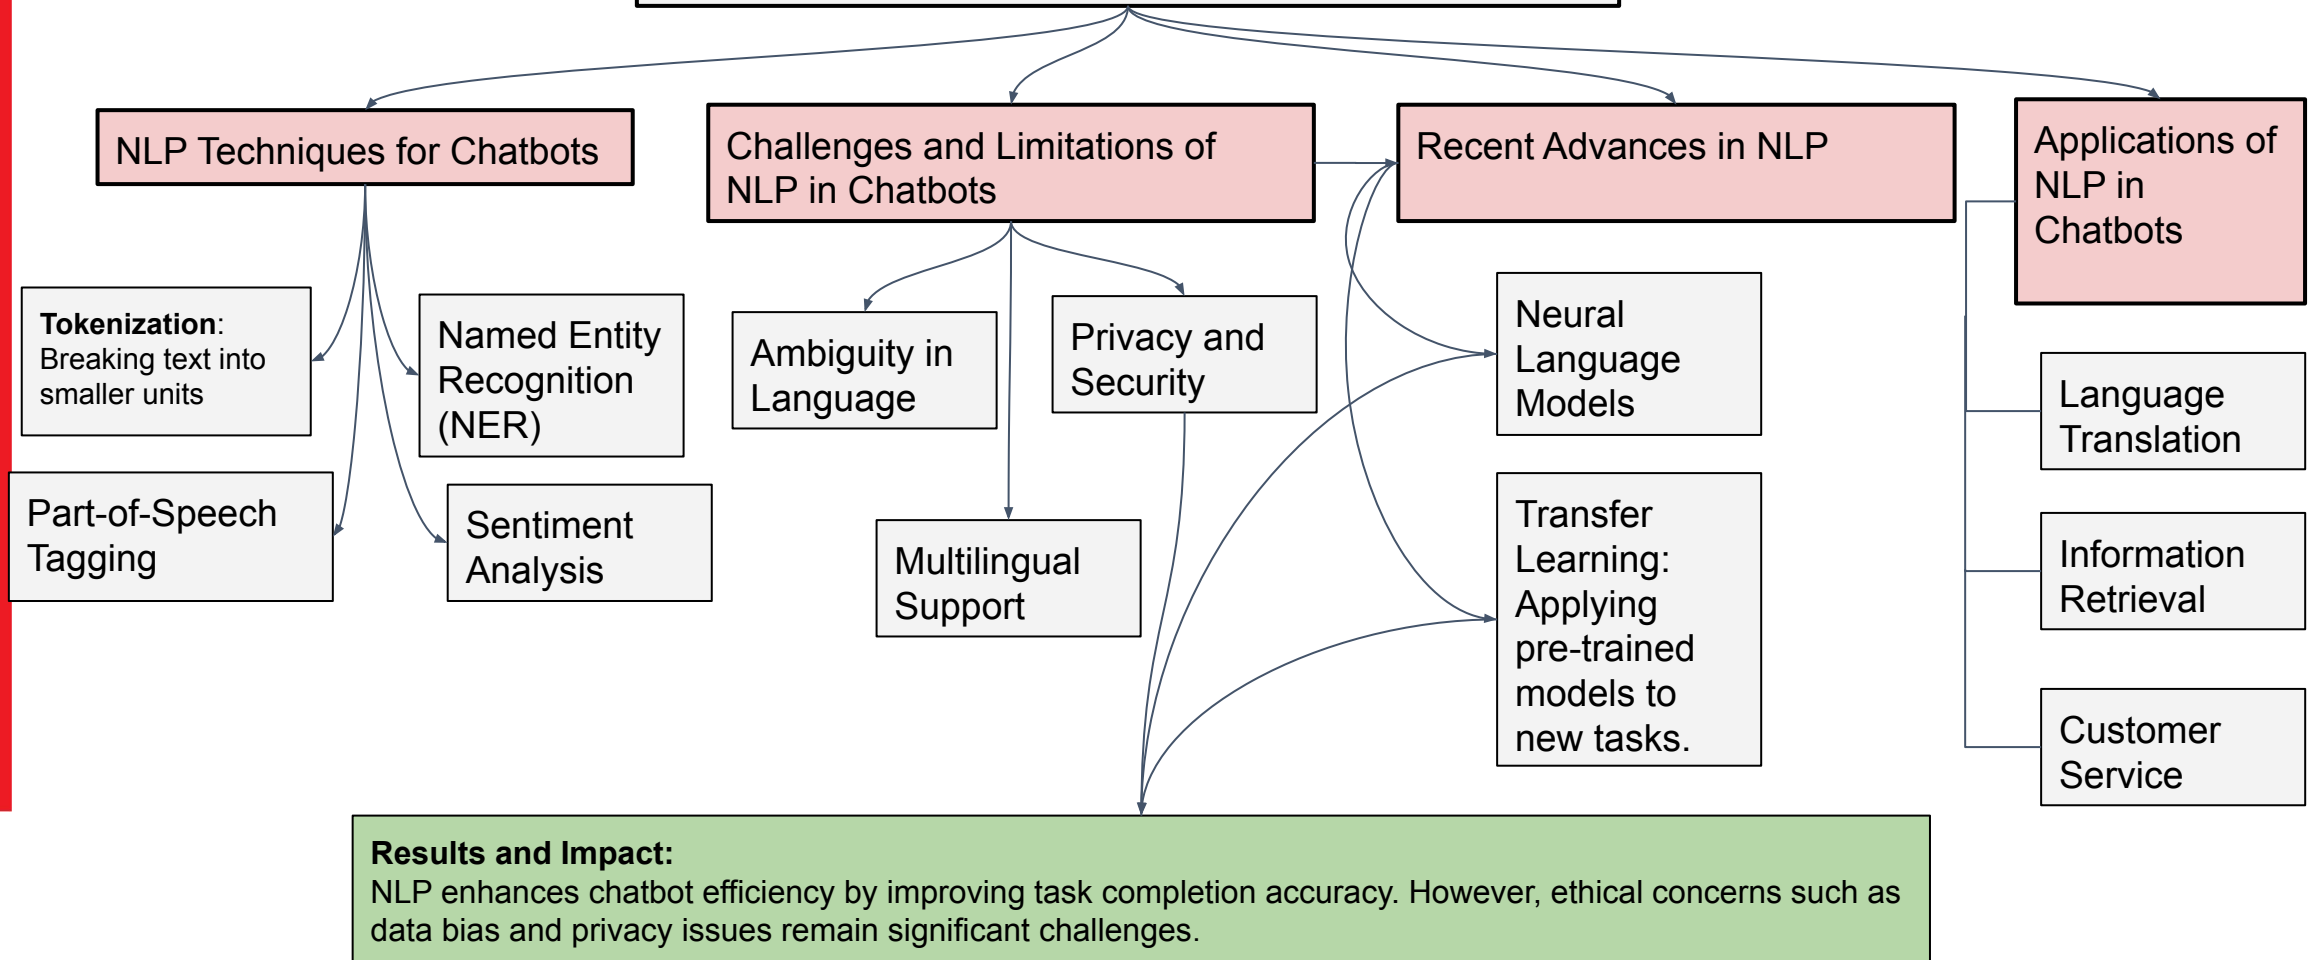 NLP Techniques for Chatbots
Challenges and Limitations of
NLP in Chatbots
Recent Advances in NLP
Applications of
NLP in
Chatbots
Tokenization:
Breaking text into
smaller units
Named Entity
Recognition
(NER)
Part-of-Speech
Tagging
Sentiment
Analysis
Ambiguity in
Language
Privacy and
Security
Multilingual
Support
Neural
Language
Models
Transfer
Learning:
Applying
pre-trained
models to
new tasks.
Language
Translation
Information
Retrieval
Customer
Service
Results and Impact:
NLP enhances chatbot efficiency by improving task completion accuracy. However, ethical concerns such as
data bias and privacy issues remain significant challenges.